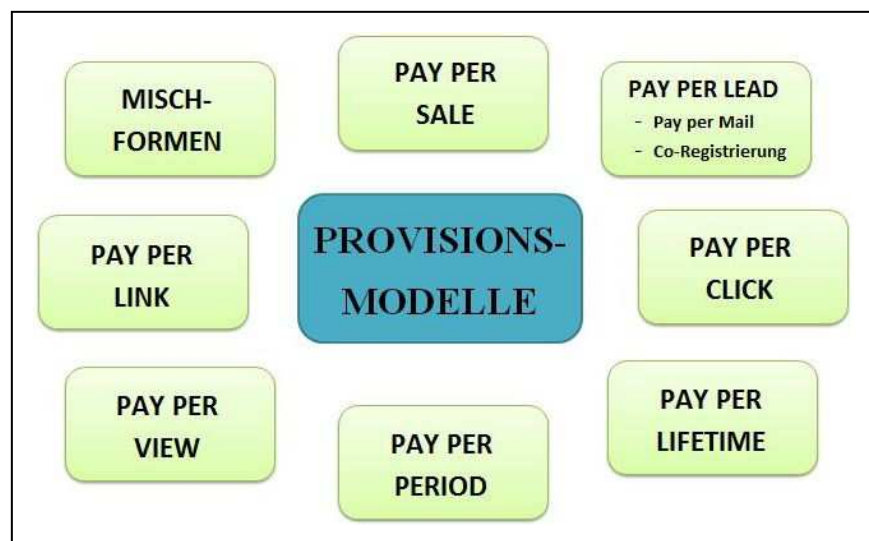 MISCH-
FORMEN
PAY PER
SALE
PAY PER LEAD
- Pay per Mail
- Co-Registrierung
PAY PER
LINK
PROVISIONS-
MODELLE
PAY PER
CLICK
PAY PER
VIEW
PAY PER
PERIOD
PAY PER
LIFETIME